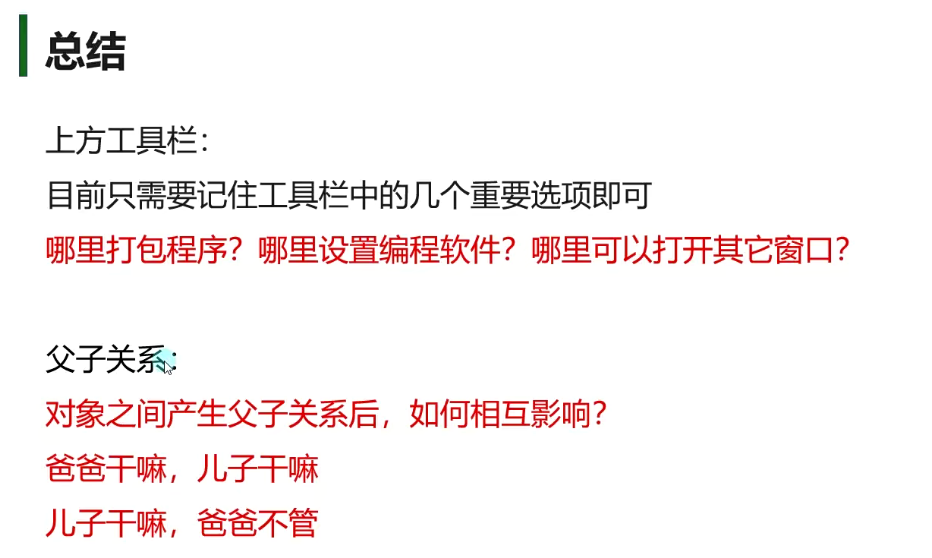 总结
上方工具栏：
目前只需要记住工具栏中的几个重要选项即可
哪里打包程序？哪里设置编程软件？哪里可以打开其它窗口？
父子关系：
对象之间产生父子关系后，如何相互影响？
爸爸干嘛，儿子干嘛
儿子干嘛，爸爸不管